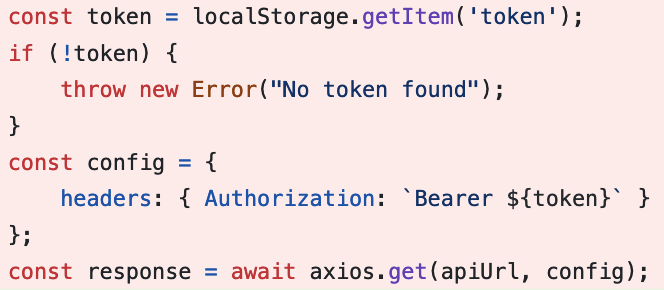 const token = localStorage.getItem('token');
if (!token) {
    throw new Error("No token found");
}
const config = {
    headers: { Authorization: `Bearer ${token}` }
};
const response = await axios.get(apiUrl, config);